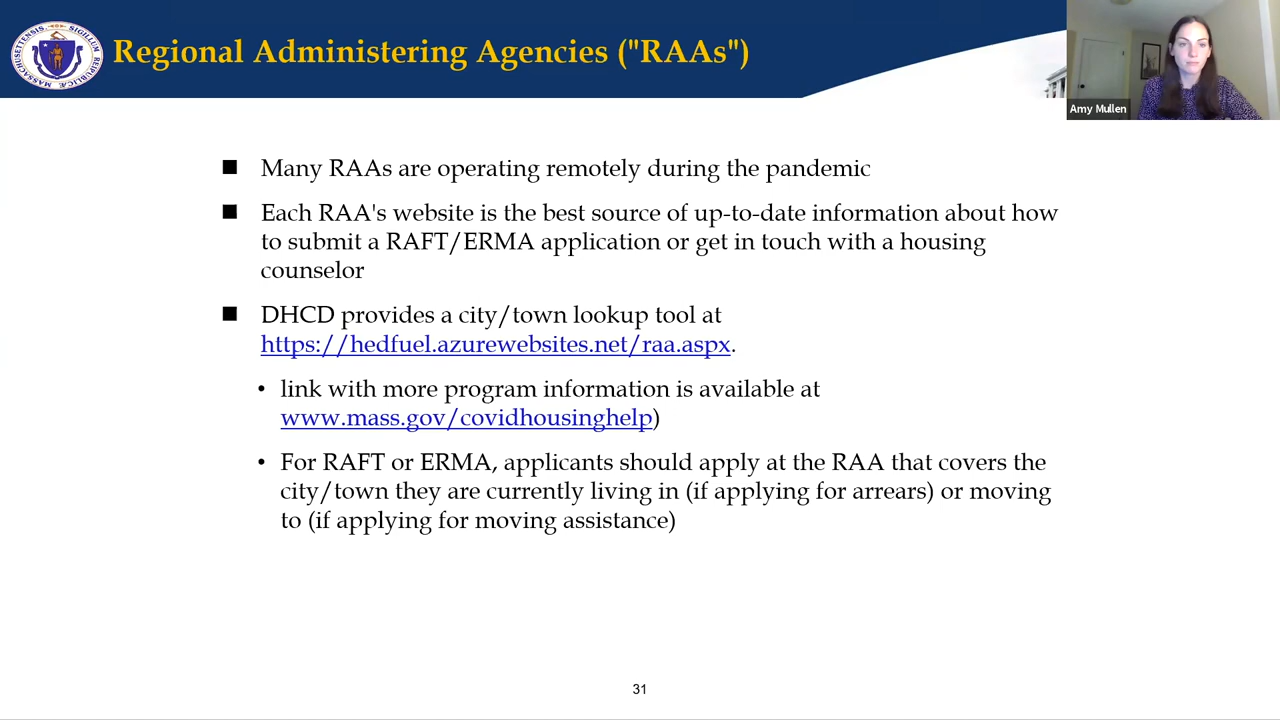 Regional Administering Agencies ("RAAs")
Amy Mullen
■ Many RAAs are operating remotely during the pandemic
■ Each RAA's website is the best source of up-to-date information about how
to submit a RAFT/ERMA application or get in touch with a housing
counselor
■ DHCD provides a city/town lookup tool at
https://hedfuel.azurewebsites.net/raa.aspx.
• link with more program information is available at
www.mass.gov/covidhousinghelp)
• For RAFT or ERMA, applicants should apply at the RAA that covers the
city/town they are currently living in (if applying for arrears) or moving
to (if applying for moving assistance)
31